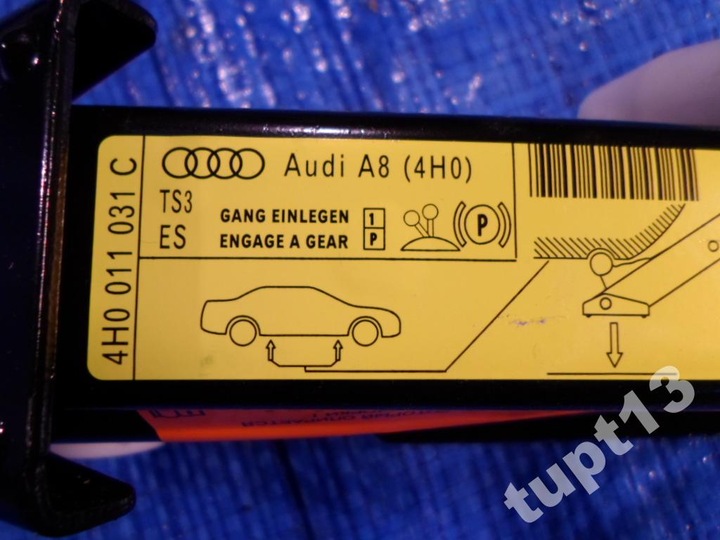 4H0 011 031 C
Audi A8 (4H0)
TS3
ES
GANG EINLEGEN
ENGAGE A GEAR
1
P
P
tupt13